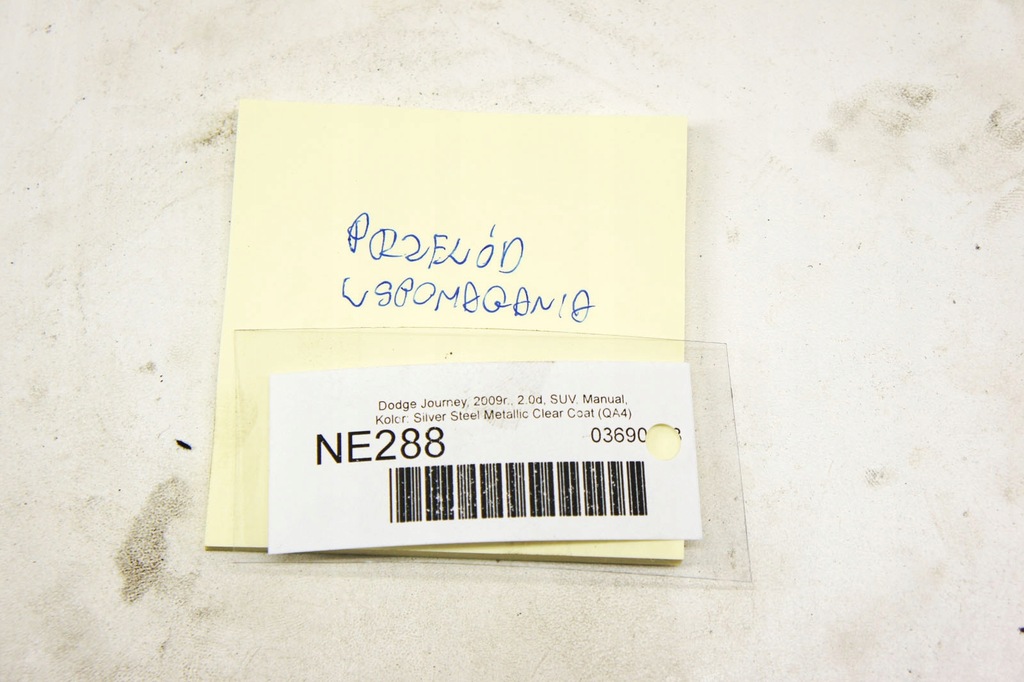 PRZEWÓD
WSPOMAGANIA
Dodge Journey, 2009r., 2.0d, SUV, Manual,
Kolor: Silver Steel Metallic Clear Coat (QA4)
NE288